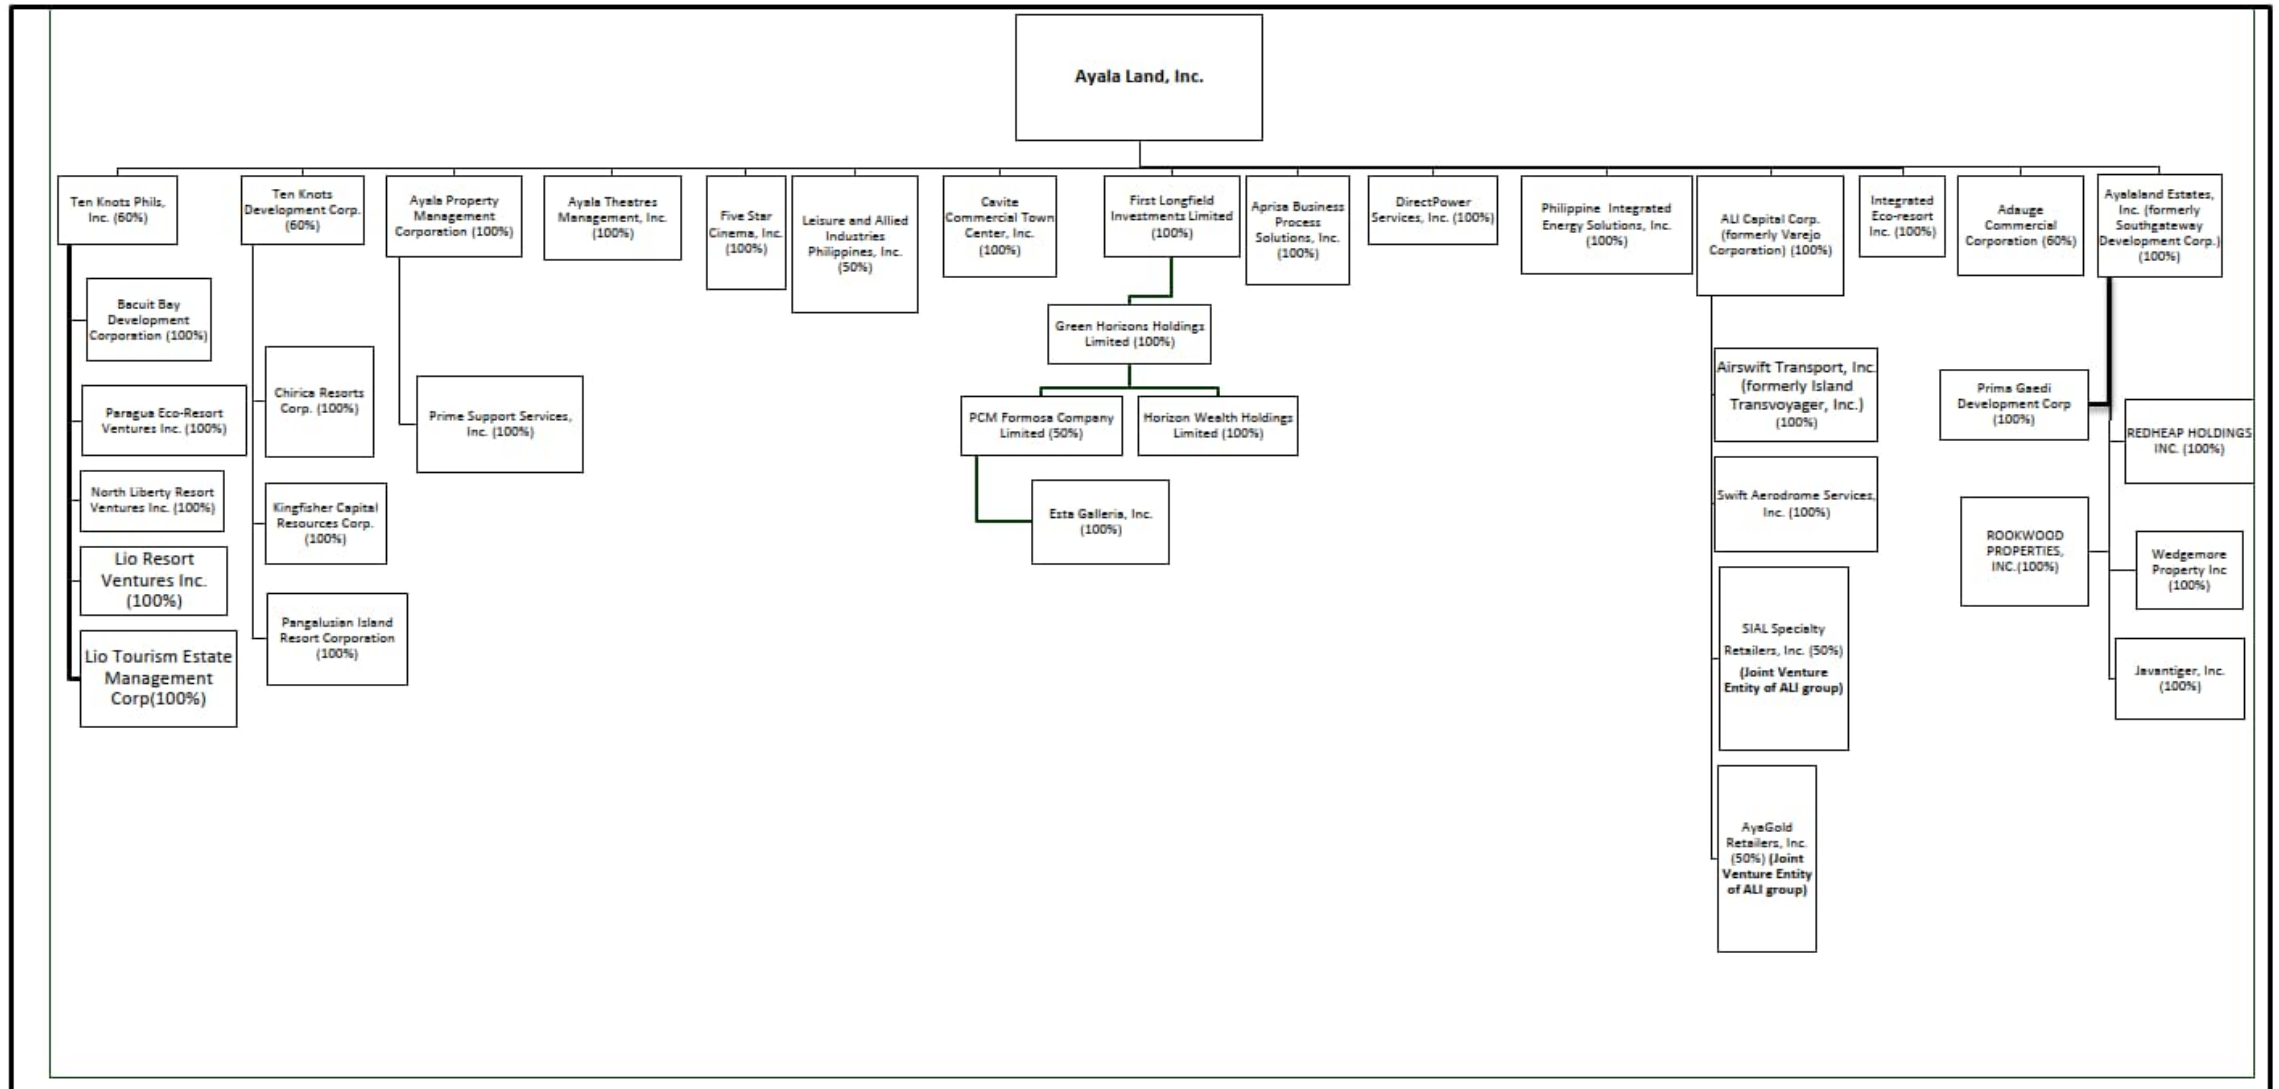 Ayala Land, Inc.
Ten Knots Phils,
Inc. (60%)
Ten Knots
Development Corp.
(60%)
Ayala Property
Management
Corporation (100%)
Ayala Theatres
Management, Inc.
(100%)
Five Star
Cinema, Inc.
(100%)
Leisure and Allied
Industries
Philippines, Inc.
(50%)
Cavite
Commercial Town
Center, Inc.
(100%)
First Longfield
Investments Limited
(100%)
Aprisa Business
Process
Solutions, Inc.
(100%)
DirectPower
Services, Inc. (100%)
Philippine Integrated
Energy Solutions, Inc.
(100%)
ALI Capital Corp.
(formerly Varejo
Corporation) (100%)
Integrated
Eco-resort
Inc. (100%)
Adauge
Commercial
Corporation (60%)
Ayalaland Estates,
Inc. (formerly
Southgateway
Development Corp.)
(100%)
Bacuit Bay
Development
Corporation (100%)
Paragua Eco-Resort
Ventures Inc. (100%)
North Liberty Resort
Ventures Inc. (100%)
Lio Resort
Ventures Inc.
(100%)
Lio Tourism Estate
Management
Corp(100%)
Chirica Resorts
Corp. (100%)
Kingfisher Capital
Resources Corp.
(100%)
Pangalusian Island
Resort Corporation
(100%)
Prime Support Services,
Inc. (100%)
Green Horizons Holdings
Limited (100%)
PCM Formosa Company
Limited (50%)
Horizon Wealth Holdings
Limited (100%)
Esta Galleria, Inc.
(100%)
Airswift Transport, Inc.
(formerly Island
Transvoyager, Inc.)
(100%)
Swift Aerodrome Services,
Inc. (100%)
SIAL Specialty
Retailers, Inc. (50%)
(Joint Venture
Entity of ALI group)
AyaGold
Retailers, Inc.
(50%) (Joint
Venture Entity
of ALI group)
Prima Gaedi
Development Corp
(100%)
REDHEAP HOLDINGS
INC. (100%)
ROOKWOOD
PROPERTIES,
INC.(100%)
Wedgemore
Property Inc
(100%)
Javantiger, Inc.
(100%)